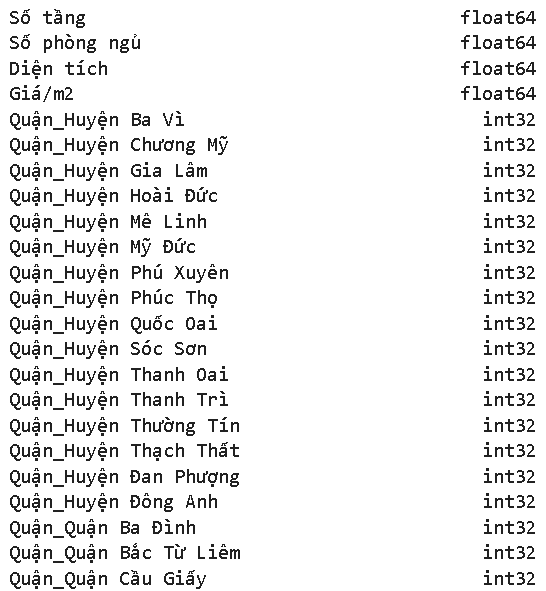 Số tầng float64
Số phòng ngủ float64
Diện tích float64
Giá/m2 float64
Quận_Huyện Ba Vì int32
Quận_Huyện Chương Mỹ int32
Quận_Huyện Gia Lâm int32
Quận_Huyện Hoài Đức int32
Quận_Huyện Mê Linh int32
Quận_Huyện Mỹ Đức int32
Quận_Huyện Phú Xuyên int32
Quận_Huyện Phúc Thọ int32
Quận_Huyện Quốc Oai int32
Quận_Huyện Sóc Sơn int32
Quận_Huyện Thanh Oai int32
Quận_Huyện Thanh Trì int32
Quận_Huyện Thường Tín int32
Quận_Huyện Thạch Thất int32
Quận_Huyện Đan Phượng int32
Quận_Huyện Đông Anh int32
Quận_Quận Ba Đình int32
Quận_Quận Bắc Từ Liêm int32
Quận_Quận Cầu Giấy int32